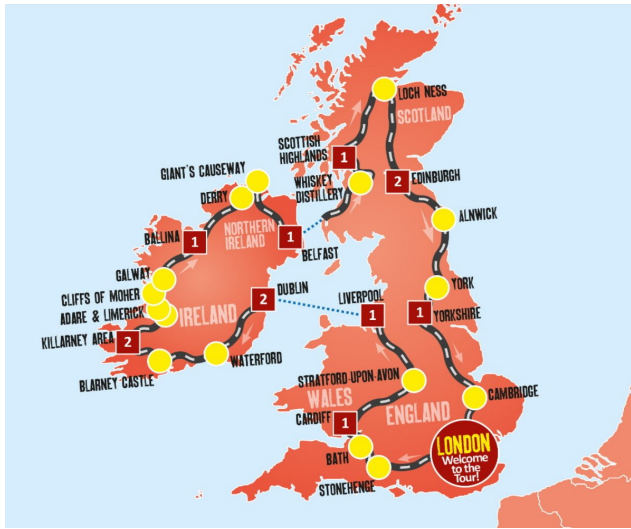 LOCH NESS
SCOTLAND
SCOTTISH
HIGHLANDS
1
WHISKEY
DISTILLERY
2
EDINBURGH
GIANT'S CAUSEWAY
DERRY
ALNWICK
BALLINA
1
NORTHERN
IRELAND
1
BELFAST
GALWAY
CLIFFS OF MOHER
ADARE & LIMERICK
IRELAND
2
DUBLIN
LIVERPOOL
1
YORK
1
YORKSHIRE
KILLARNEY AREA
2
BLARNEY CASTLE
WATERFORD
STRATFORD-UPON-AVON
WALES
ENGLAND
CAMBRIDGE
CARDIFF
1
BATH
STONEHENGE
LONDON
Welcome
to the
Tour!